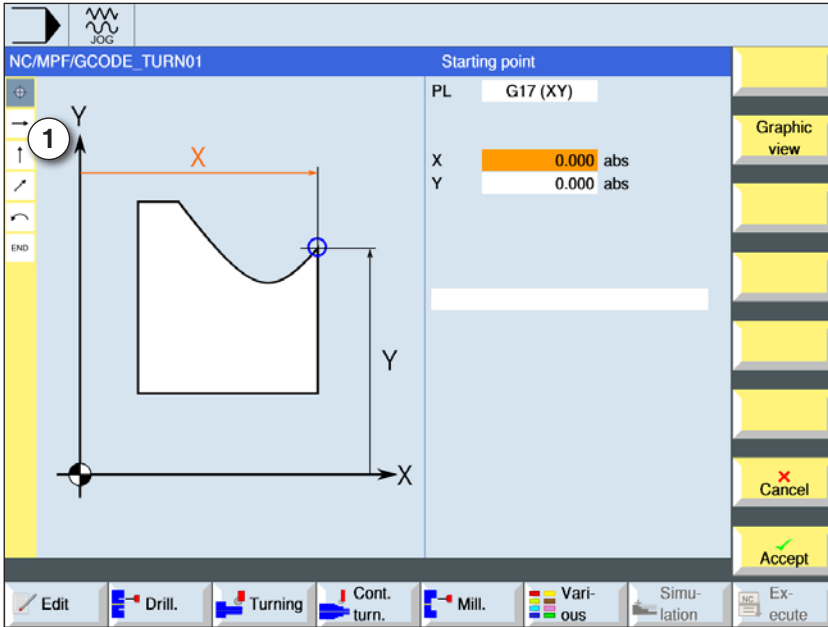 JOG
NC/MPF/GCODE_TURN01
Starting point
PL G17 (XY)
X 0.000 abs
Y 0.000 abs
1
END
Y
X
Y
X
Graphic
view
Cancel
Accept
Edit
Drill.
Turning
Cont.
turn.
Mill.
Vari-
ous
Simu-
lation
NC
Ex-
ecute